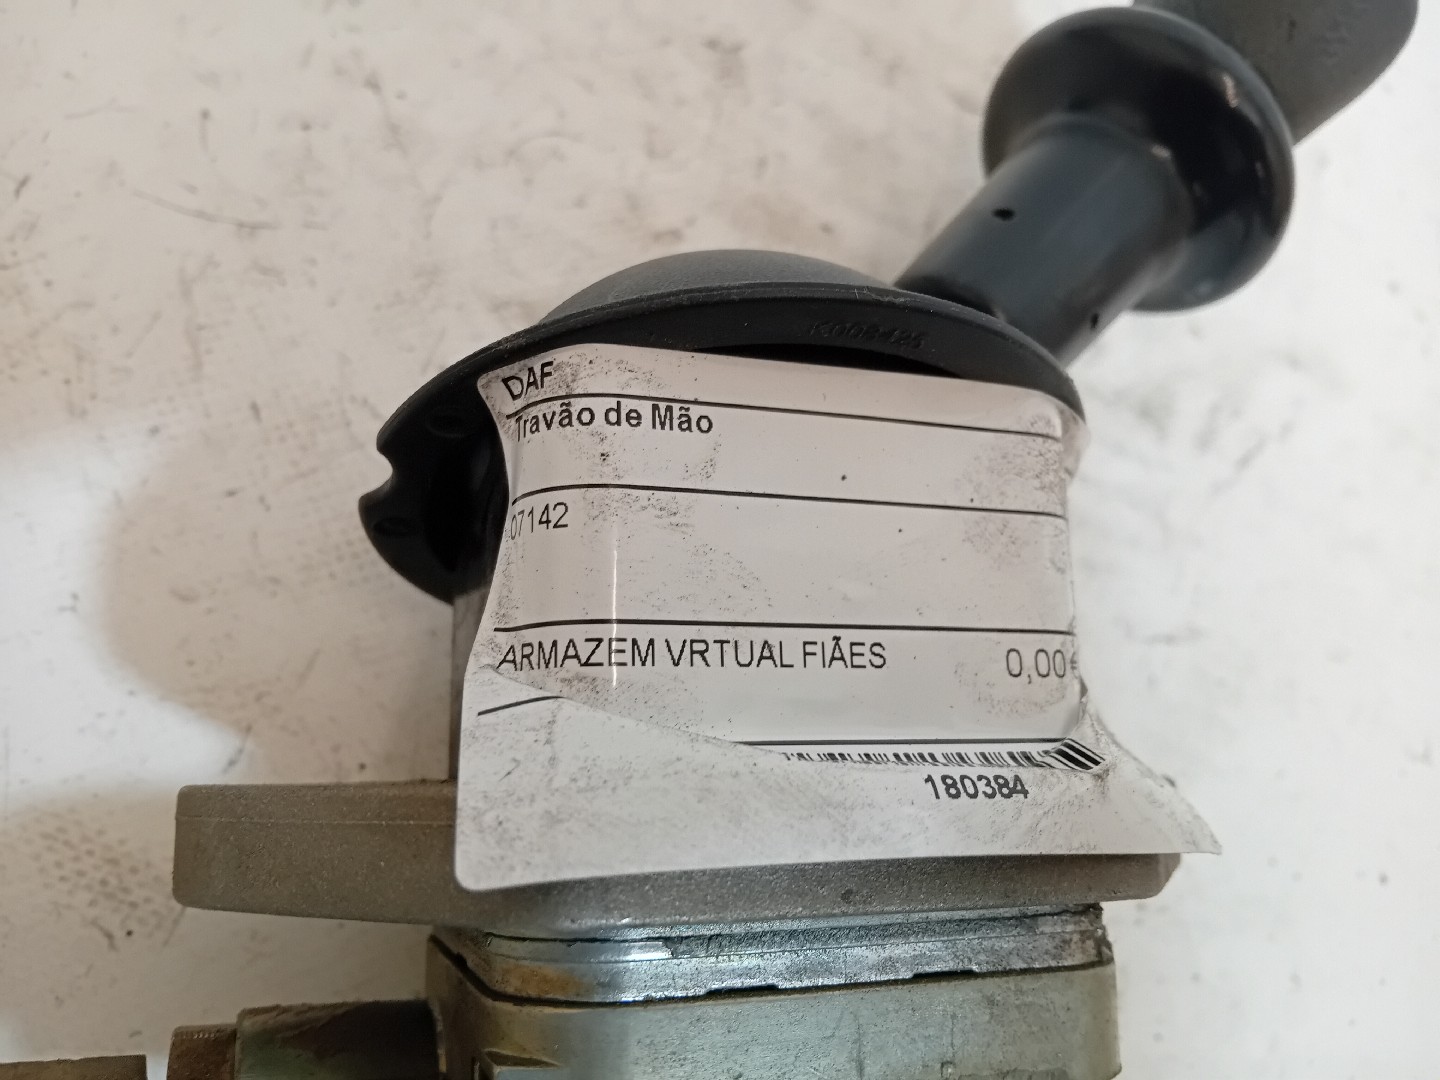 DAF
Travão de Mão
07142
ARMAZEM VRTUAL FIÃES 0,00€
180384